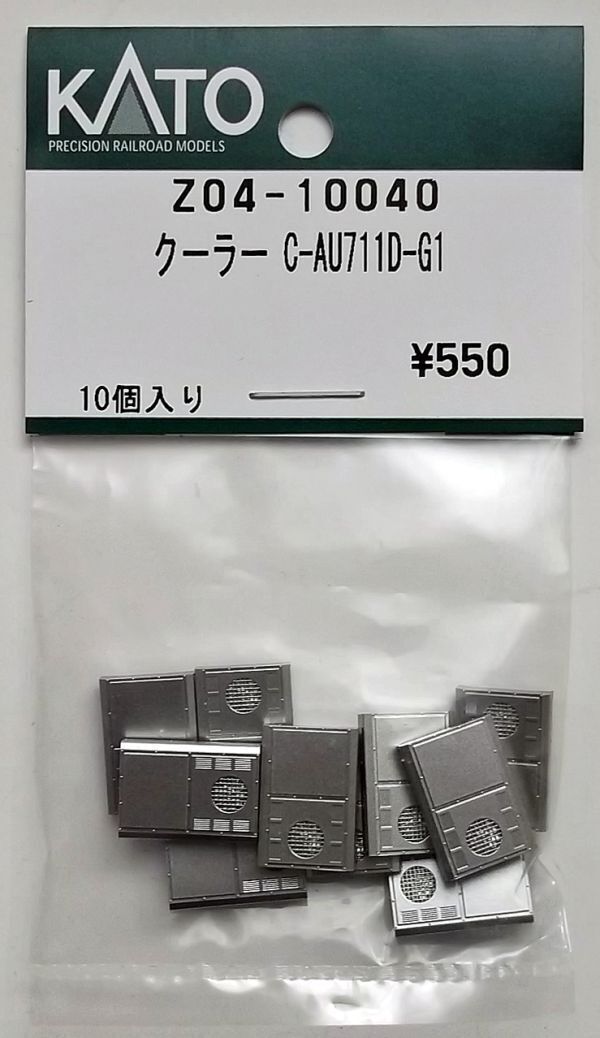 KATO
PRECISION RAILROAD MODELS
Z04-10040
クーラー C-AU711D-G1
¥550
10個入り